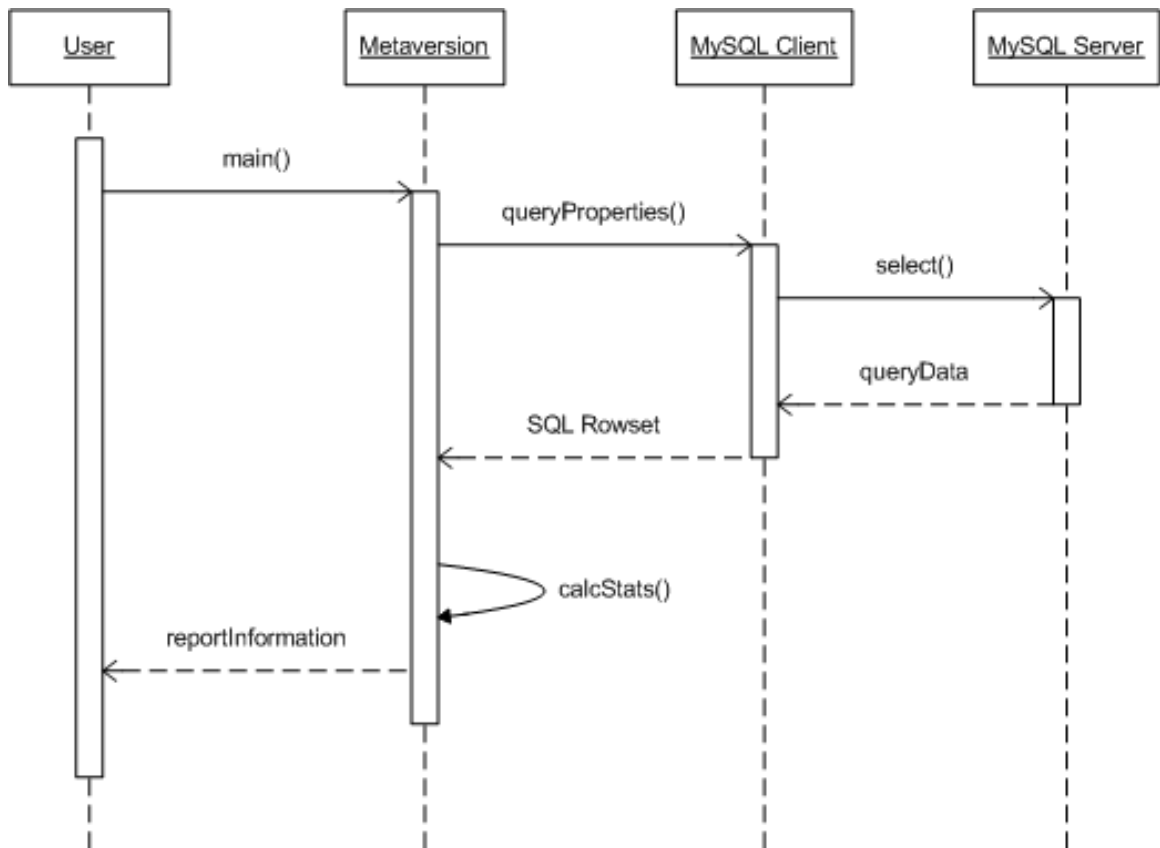 User
Metaversion
MySQL Client
MySQL Server
main()
queryProperties()
select()
queryData
SQL Rowset
calcStats()
reportInformation